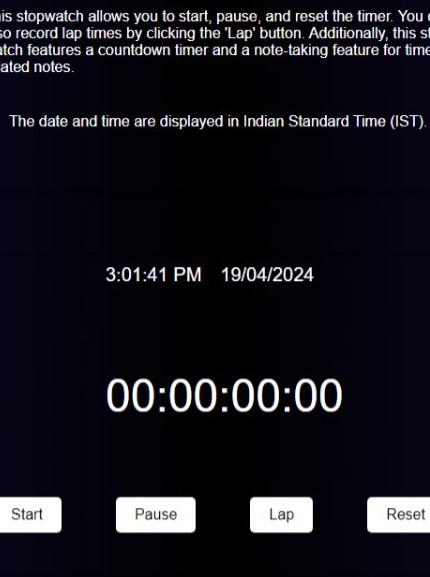 is stopwatch allows you to start, pause, and reset the timer. You
so record lap times by clicking the 'Lap' button. Additionally, this st
atch features a countdown timer and a note-taking feature for time
lated notes.
The date and time are displayed in Indian Standard Time (IST).
3:01:41 PM 19/04/2024
00:00:00:00
Start Pause Lap Reset